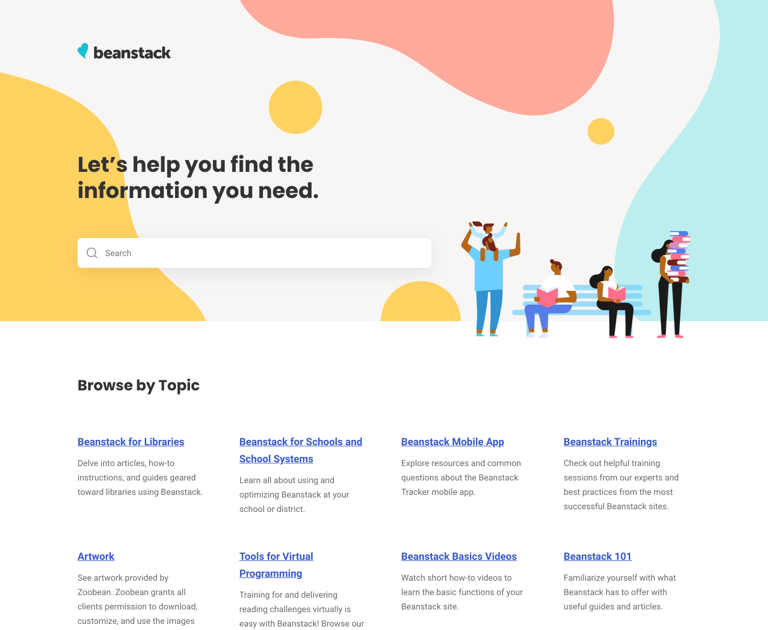 beanstack
Let's help you find the
information you need.
Search
Browse by Topic
Beanstack for Libraries
Delve into articles, how-to
instructions, and guides geared
toward libraries using Beanstack.
Beanstack for Schools and
School Systems
Learn all about using and
optimizing Beanstack at your
school or district.
Beanstack Mobile App
Explore resources and common
questions about the Beanstack
Tracker mobile app.
Beanstack Trainings
Check out helpful training
sessions from our experts and
best practices from the most
successful Beanstack sites.
Artwork
See artwork provided by
Zoobean. Zoobean grants all
clients permission to download,
customize, and use the images
Tools for Virtual
Programming
Training for and delivering
reading challenges virtually is
easy with Beanstack! Browse our
Beanstack Basics Videos
Watch short how-to videos to
learn the basic functions of your
Beanstack site.
Beanstack 101
Familiarize yourself with what
Beanstack has to offer with
useful guides and articles.